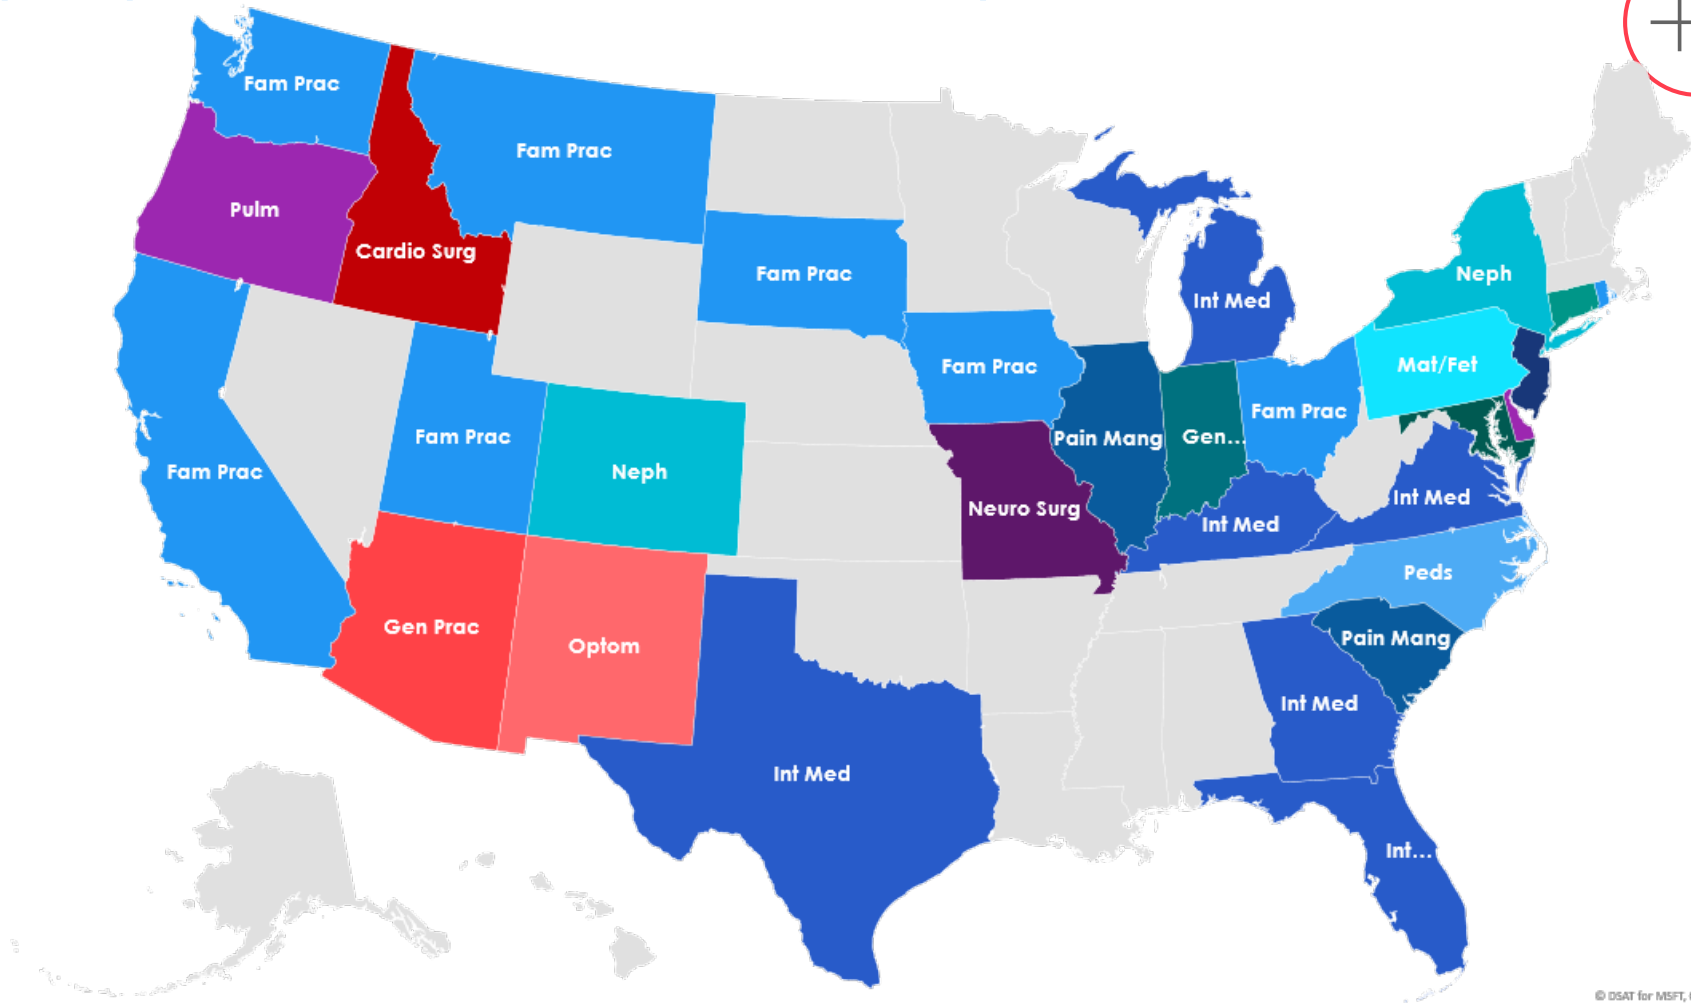 Fam Prac
Fam Prac
Pulm
Cardio Surg
Fam Prac
Neph
Int Med
Fam Prac
Mat/Fet
Fam Prac
Fam Prac
Pain Mang
Gen...
Fam Prac
Fam Prac
Neph
Neuro Surg
Int Med
Int Med
Peds
Gen Prac
Optom
Pain Mang
Int Med
Int Med
Int...
© DSAT for MSFT,